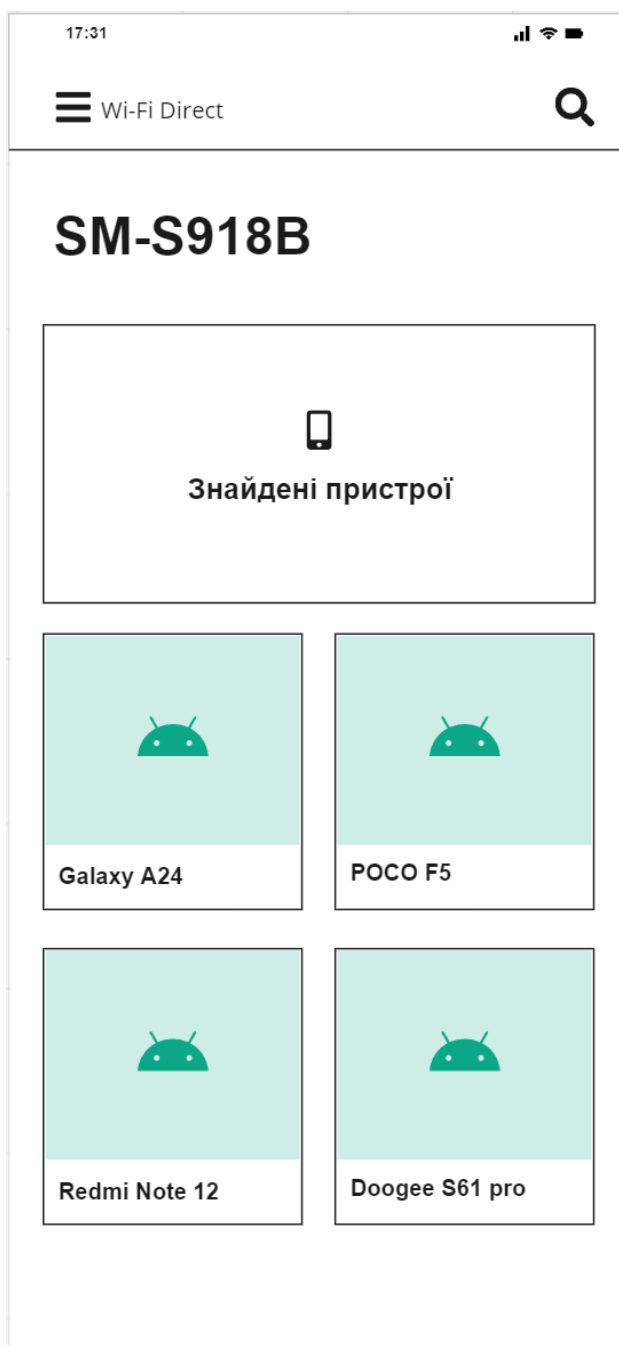 17:31
Wi-Fi Direct
SM-S918B
Знайдені пристрої
Galaxy A24
POCO F5
Redmi Note 12
Doogee S61 pro